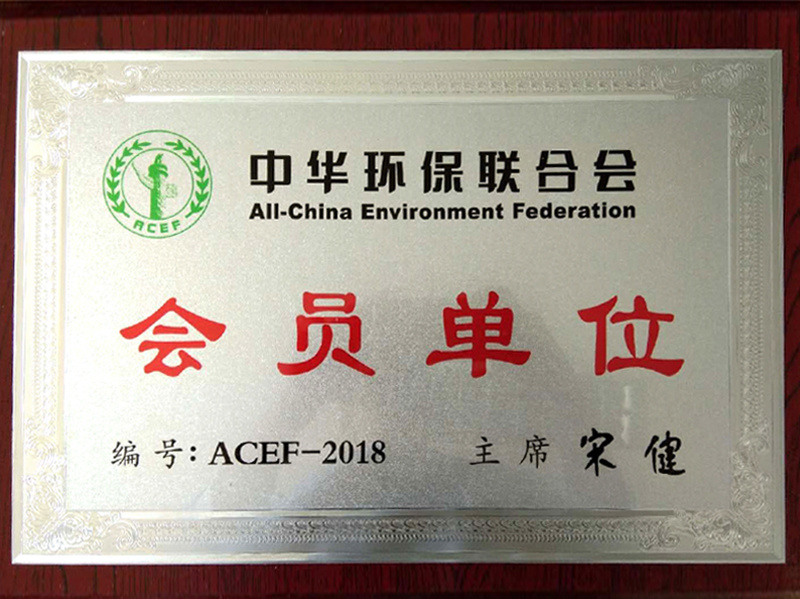 中华环保联合会
All-China Environment Federation
ACEF
会员单位
编号：ACEF-2018 主席 宋健